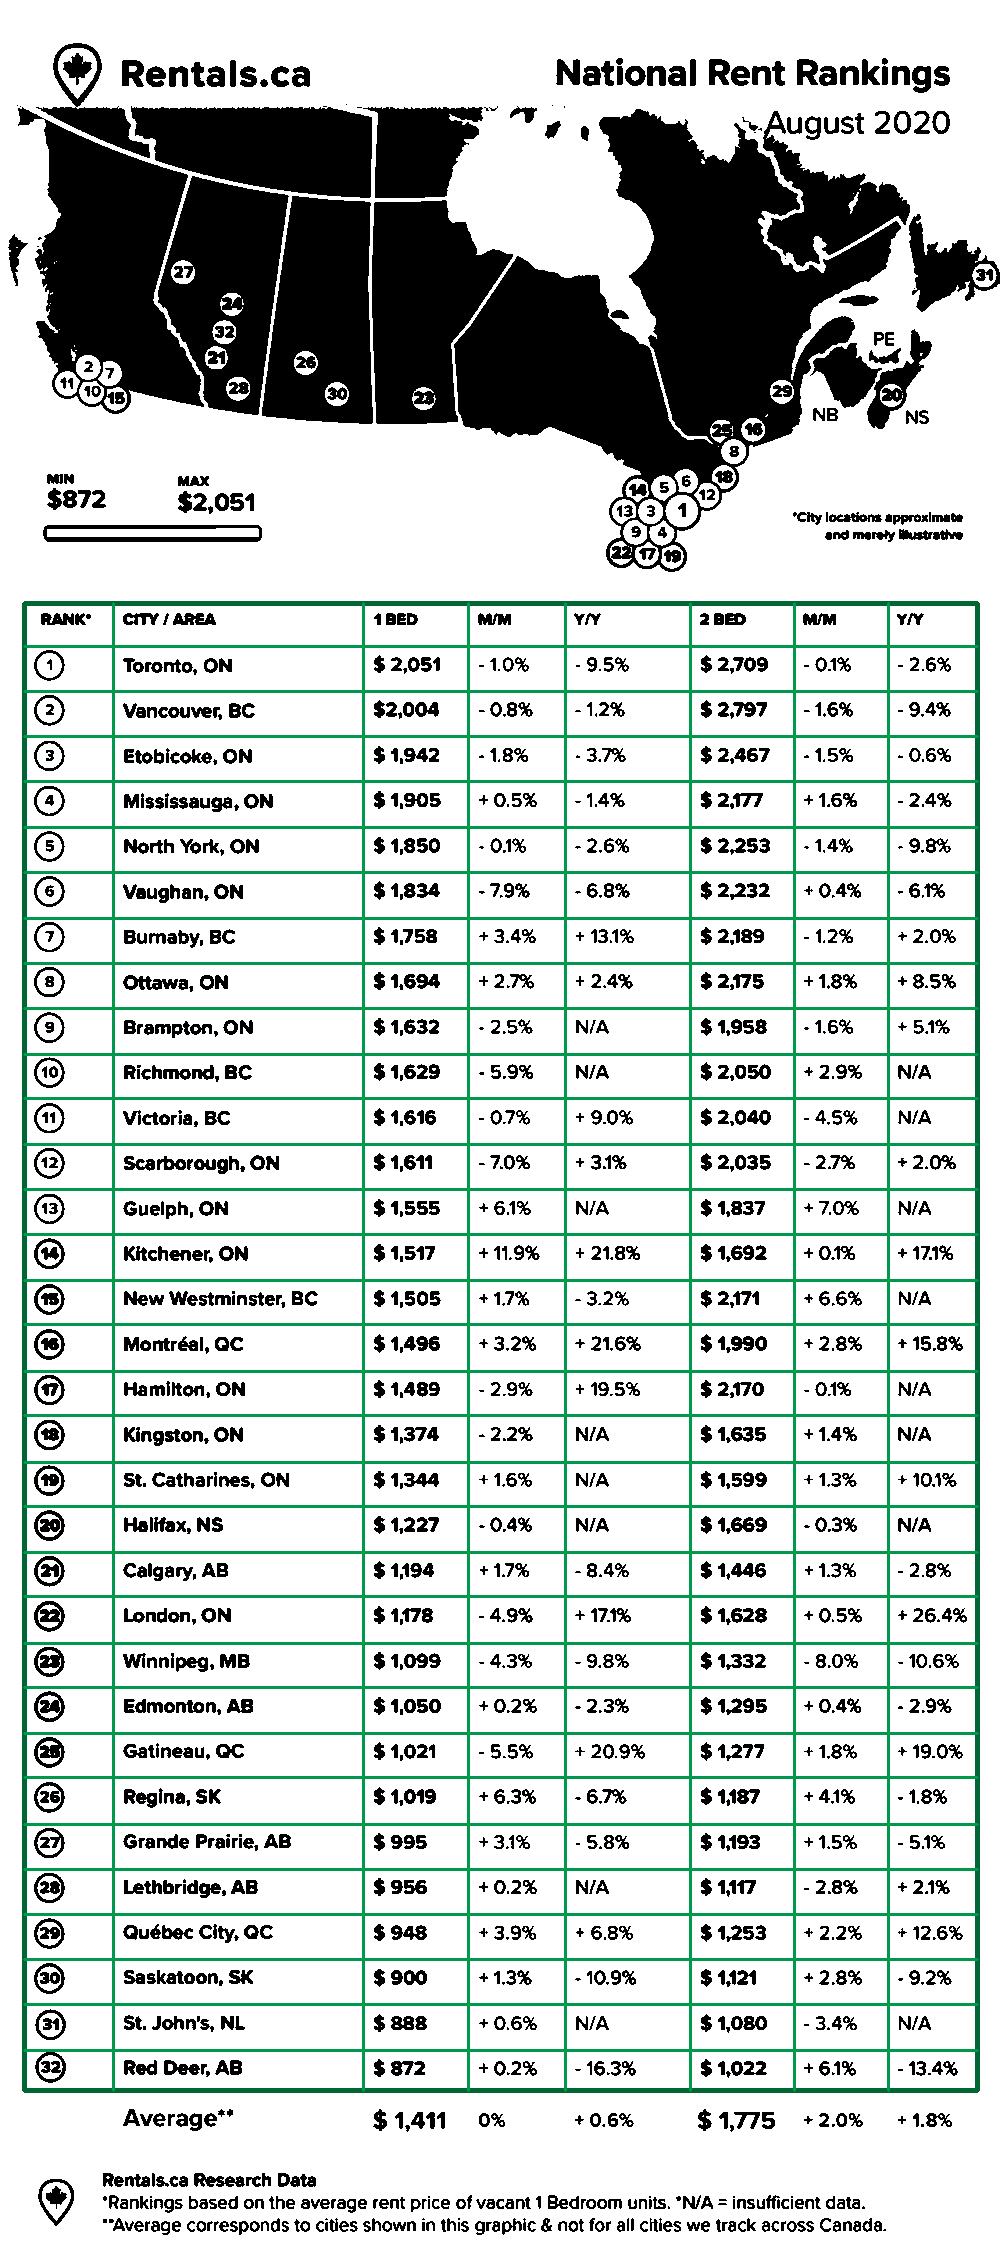 Rentals.ca
National Rent Rankings
August 2020
27
24
32
21
28
26
30
23
31
PE
29
20
NB
NS
2
7
11
10
15
25
16
8
18
14
5
6
12
13
3
1
9
4
22
17
19
MIN
$872
MAX
$2,051
*City locations approximate
and merely illustrative
RANK* CITY / AREA 1 BED M/M Y/Y 2 BED M/M Y/Y
1 Toronto, ON $ 2,051 - 1.0% - 9.5% $ 2,709 - 0.1% - 2.6%
2 Vancouver, BC $2,004 - 0.8% - 1.2% $ 2,797 - 1.6% - 9.4%
3 Etobicoke, ON $ 1,942 - 1.8% - 3.7% $ 2,467 - 1.5% - 0.6%
4 Mississauga, ON $ 1,905 + 0.5% - 1.4% $ 2,177 + 1.6% - 2.4%
5 North York, ON $ 1,850 - 0.1% - 2.6% $ 2,253 - 1.4% - 9.8%
6 Vaughan, ON $ 1,834 - 7.9% - 6.8% $ 2,232 + 0.4% - 6.1%
7 Burnaby, BC $ 1,758 + 3.4% + 13.1% $ 2,189 - 1.2% + 2.0%
8 Ottawa, ON $ 1,694 + 2.7% + 2.4% $ 2,175 + 1.8% + 8.5%
9 Brampton, ON $ 1,632 - 2.5% N/A $ 1,958 - 1.6% + 5.1%
10 Richmond, BC $ 1,629 - 5.9% N/A $ 2,050 + 2.9% N/A
11 Victoria, BC $ 1,616 - 0.7% + 9.0% $ 2,040 - 4.5% N/A
12 Scarborough, ON $ 1,611 - 7.0% + 3.1% $ 2,035 - 2.7% + 2.0%
13 Guelph, ON $ 1,555 + 6.1% N/A $ 1,837 + 7.0% N/A
14 Kitchener, ON $ 1,517 + 11.9% + 21.8% $ 1,692 + 0.1% + 17.1%
15 New Westminster, BC $ 1,505 + 1.7% - 3.2% $ 2,171 + 6.6% N/A
16 Montréal, QC $ 1,496 + 3.2% + 21.6% $ 1,990 + 2.8% + 15.8%
17 Hamilton, ON $ 1,489 - 2.9% + 19.5% $ 2,170 - 0.1% N/A
18 Kingston, ON $ 1,374 - 2.2% N/A $ 1,635 + 1.4% N/A
19 St. Catharines, ON $ 1,344 + 1.6% N/A $ 1,599 + 1.3% + 10.1%
20 Halifax, NS $ 1,227 - 0.4% N/A $ 1,669 - 0.3% N/A
21 Calgary, AB $ 1,194 + 1.7% - 8.4% $ 1,446 + 1.3% - 2.8%
22 London, ON $ 1,178 - 4.9% + 17.1% $ 1,628 + 0.5% + 26.4%
23 Winnipeg, MB $ 1,099 - 4.3% - 9.8% $ 1,332 - 8.0% - 10.6%
24 Edmonton, AB $ 1,050 + 0.2% - 2.3% $ 1,295 + 0.4% - 2.9%
25 Gatineau, QC $ 1,021 - 5.5% + 20.9% $ 1,277 + 1.8% + 19.0%
26 Regina, SK $ 1,019 + 6.3% - 6.7% $ 1,187 + 4.1% - 1.8%
27 Grande Prairie, AB $ 995 + 3.1% - 5.8% $ 1,193 + 1.5% - 5.1%
28 Lethbridge, AB $ 956 + 0.2% N/A $ 1,117 - 2.8% + 2.1%
29 Québec City, QC $ 948 + 3.9% + 6.8% $ 1,253 + 2.2% + 12.6%
30 Saskatoon, SK $ 900 + 1.3% - 10.9% $ 1,121 + 2.8% - 9.2%
31 St. John's, NL $ 888 + 0.6% N/A $ 1,080 - 3.4% N/A
32 Red Deer, AB $ 872 + 0.2% - 16.3% $ 1,022 + 6.1% - 13.4%
Average** $ 1,411 0% + 0.6% $ 1,775 + 2.0% + 1.8%
Rentals.ca Research Data
*Rankings based on the average rent price of vacant 1 Bedroom units. *N/A = insufficient data.
**Average corresponds to cities shown in this graphic & not for all cities we track across Canada.